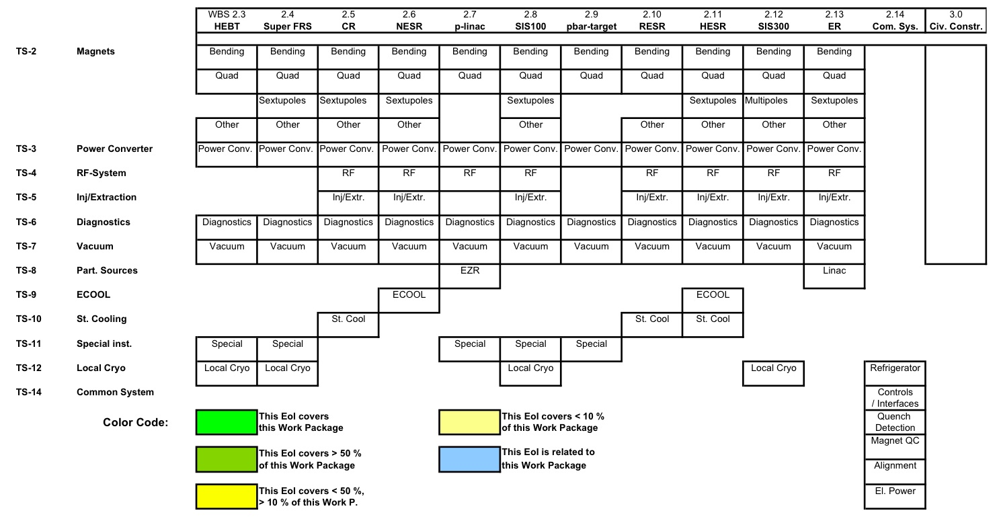 WBS 2.3 2.4 2.5 2.6 2.7 2.8 2.9 2.10 2.11 2.12 2.13 2.14 3.0
HEBT Super FRS CR NESR p-linac SIS100 pbar-target RESR HESR SIS300 ER Com. Sys. Civ. Constr.
TS-2 Magnets Bending Bending Bending Bending Bending Bending Bending Bending Bending Bending Bending
Quad Quad Quad Quad Quad Quad Quad Quad Quad Quad Quad
Sextupoles Sextupoles Sextupoles Sextupoles Sextupoles Multipoles Sextupoles
Other Other Other Other Other Other Other Other Other
TS-3 Power Converter Power Conv. Power Conv. Power Conv. Power Conv. Power Conv. Power Conv. Power Conv. Power Conv. Power Conv. Power Conv. Power Conv.
TS-4 RF-System RF RF RF RF RF RF RF RF
TS-5 Inj/Extraction Inj/Extr. Inj/Extr. Inj/Extr. Inj/Extr. Inj/Extr. Inj/Extr. Inj/Extr.
TS-6 Diagnostics Diagnostics Diagnostics Diagnostics Diagnostics Diagnostics Diagnostics Diagnostics Diagnostics Diagnostics Diagnostics Diagnostics
TS-7 Vacuum Vacuum Vacuum Vacuum Vacuum Vacuum Vacuum Vacuum Vacuum Vacuum Vacuum Vacuum
TS-8 Part. Sources EZR Linac
TS-9 ECOOL ECOOL ECOOL
TS-10 St. Cooling St. Cool St. Cool St. Cool
TS-11 Special inst. Special Special Special Special Special
TS-12 Local Cryo Local Cryo Local Cryo Local Cryo Local Cryo Refrigerator
TS-14 Common System Controls
/ Interfaces
Color Code:
This EoI covers
this Work Package
This EoI covers < 10 %
of this Work Package
Quench
Detection
Magnet QC
This EoI covers > 50 %
of this Work Package
This EoI is related to
this Work Package
Alignment
This EoI covers < 50 %,
> 10 % of this Work P.
El. Power